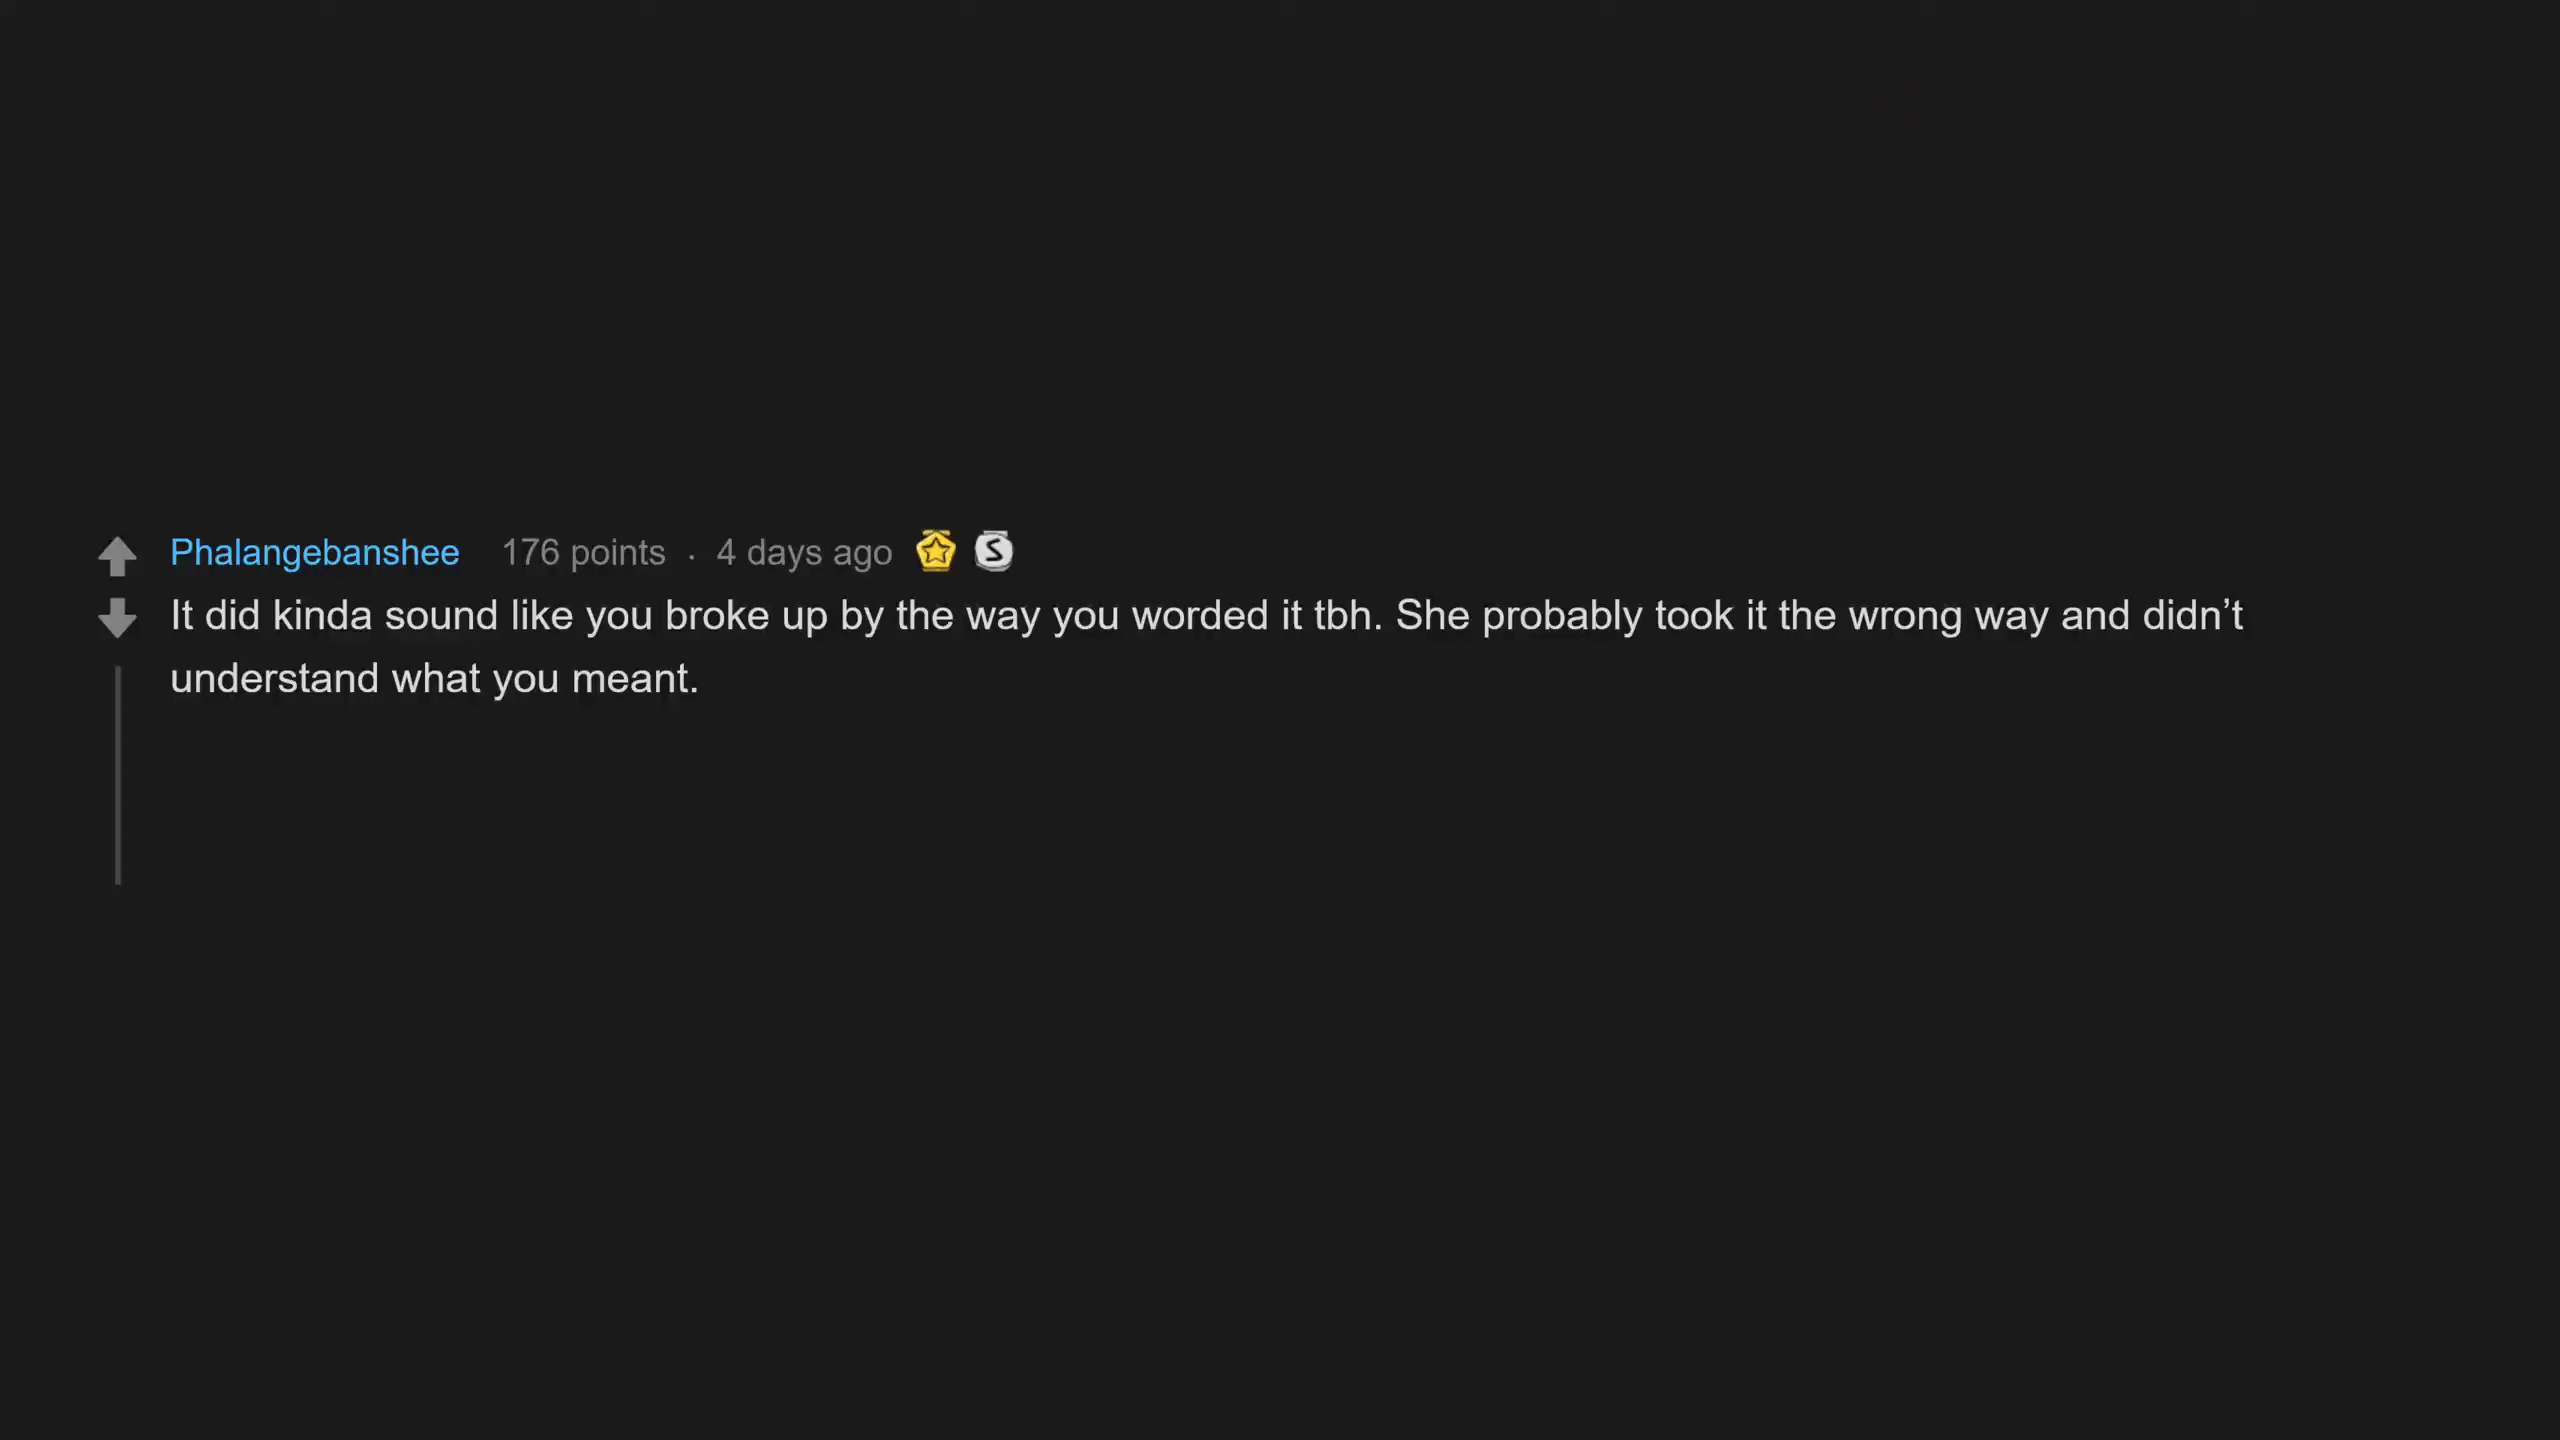 Phalangebanshee 176 points · 4 days ago S
It did kinda sound like you broke up by the way you worded it tbh. She probably took it the wrong way and didn’t
understand what you meant.